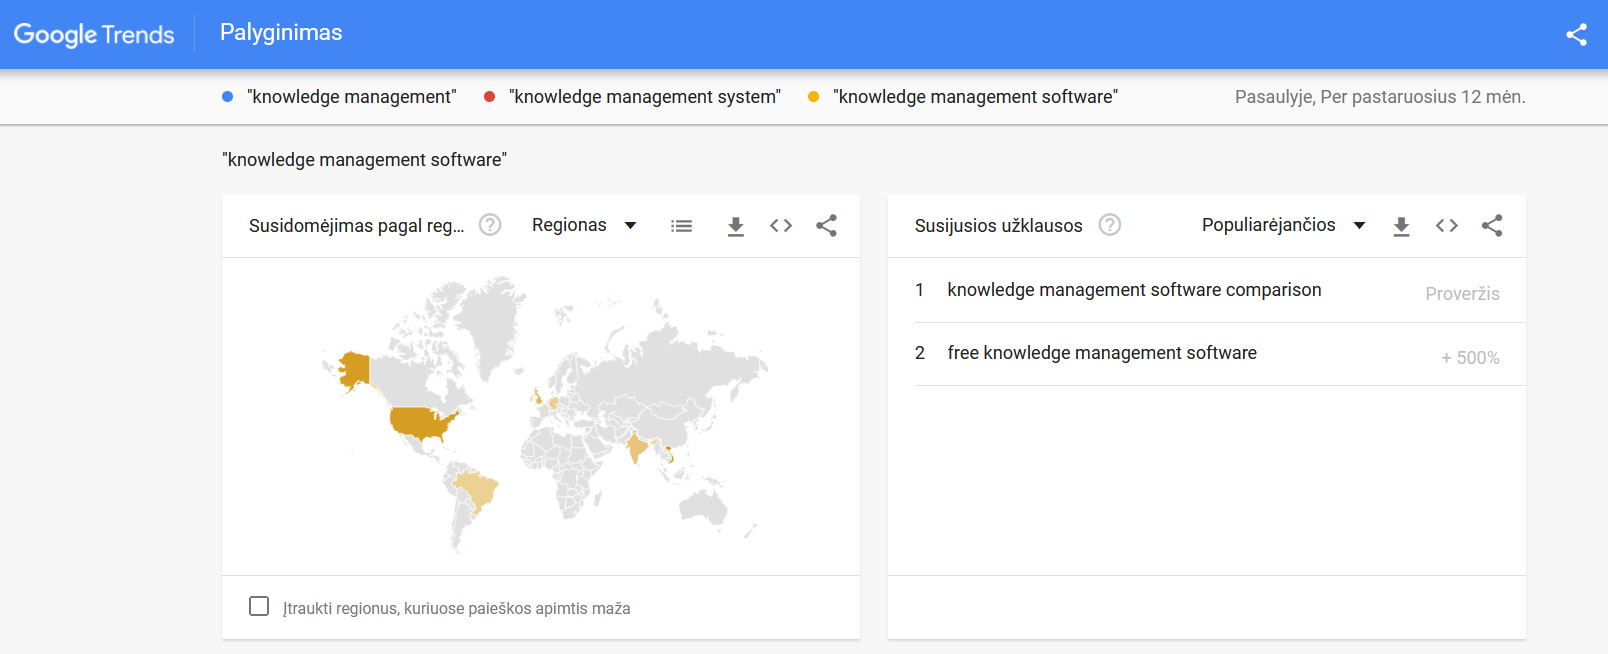 Google Trends Palyginimas
"knowledge management" "knowledge management system" "knowledge management software" Pasaulyje, Per pastaruosius 12 mėn.
"knowledge management software"
Susidomėjimas pagal reg... ? Regionas
Susijusios užklausos ? Populiarėjančios
1 knowledge management software comparison Proveržis
2 free knowledge management software + 500%
Įtraukti regionus, kuriuose paieškos apimtis maža